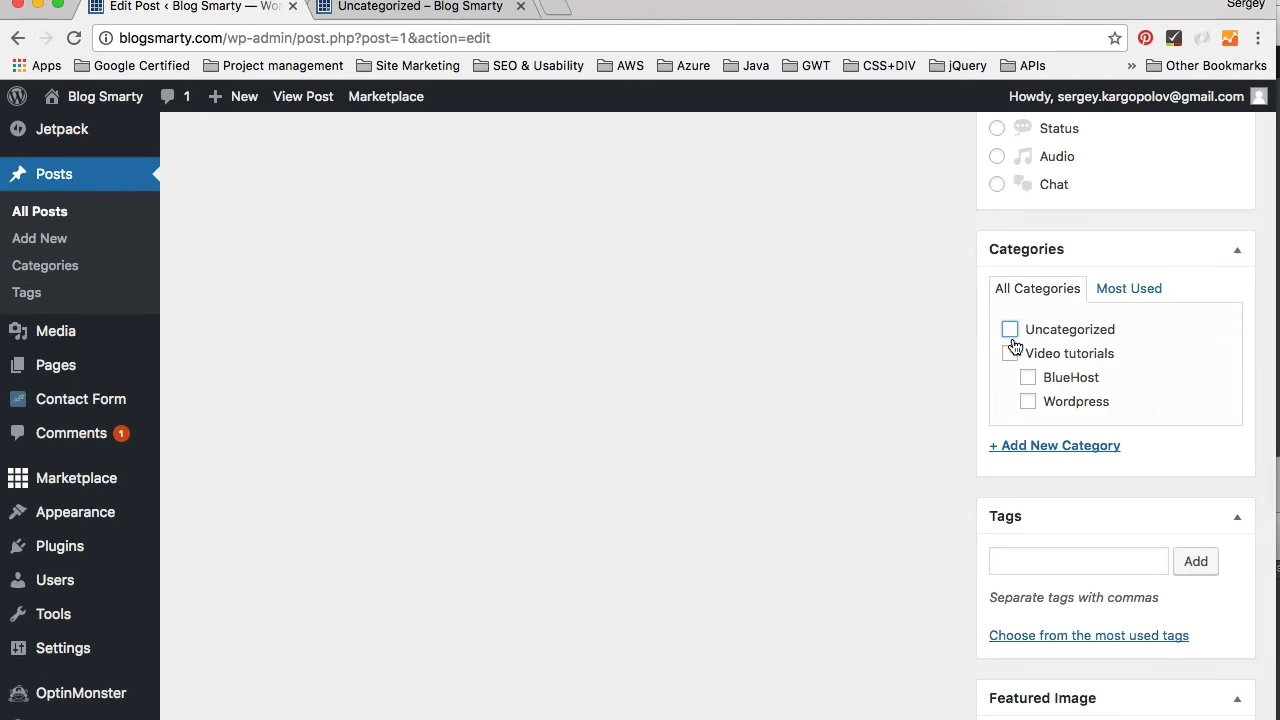 Edit Post ‹ Blog Smarty — Wor
Uncategorized – Blog Smarty
Sergey
blogsmarty.com/wp-admin/post.php?post=1&action=edit
Apps
Google Certified
Project management
Site Marketing
SEO & Usability
AWS
Azure
Java
GWT
CSS+DIV
jQuery
APIs
»
Other Bookmarks
Blog Smarty
1
New
View Post
Marketplace
Howdy, sergey.kargopolov@gmail.com
Jetpack
Posts
All Posts
Add New
Categories
Tags
Media
Pages
Contact Form
Comments 1
Marketplace
Appearance
Plugins
Users
Tools
Settings
OptinMonster
Status
Audio
Chat
Categories
All Categories
Most Used
Uncategorized
Video tutorials
BlueHost
Wordpress
+ Add New Category
Tags
Add
Separate tags with commas
Choose from the most used tags
Featured Image